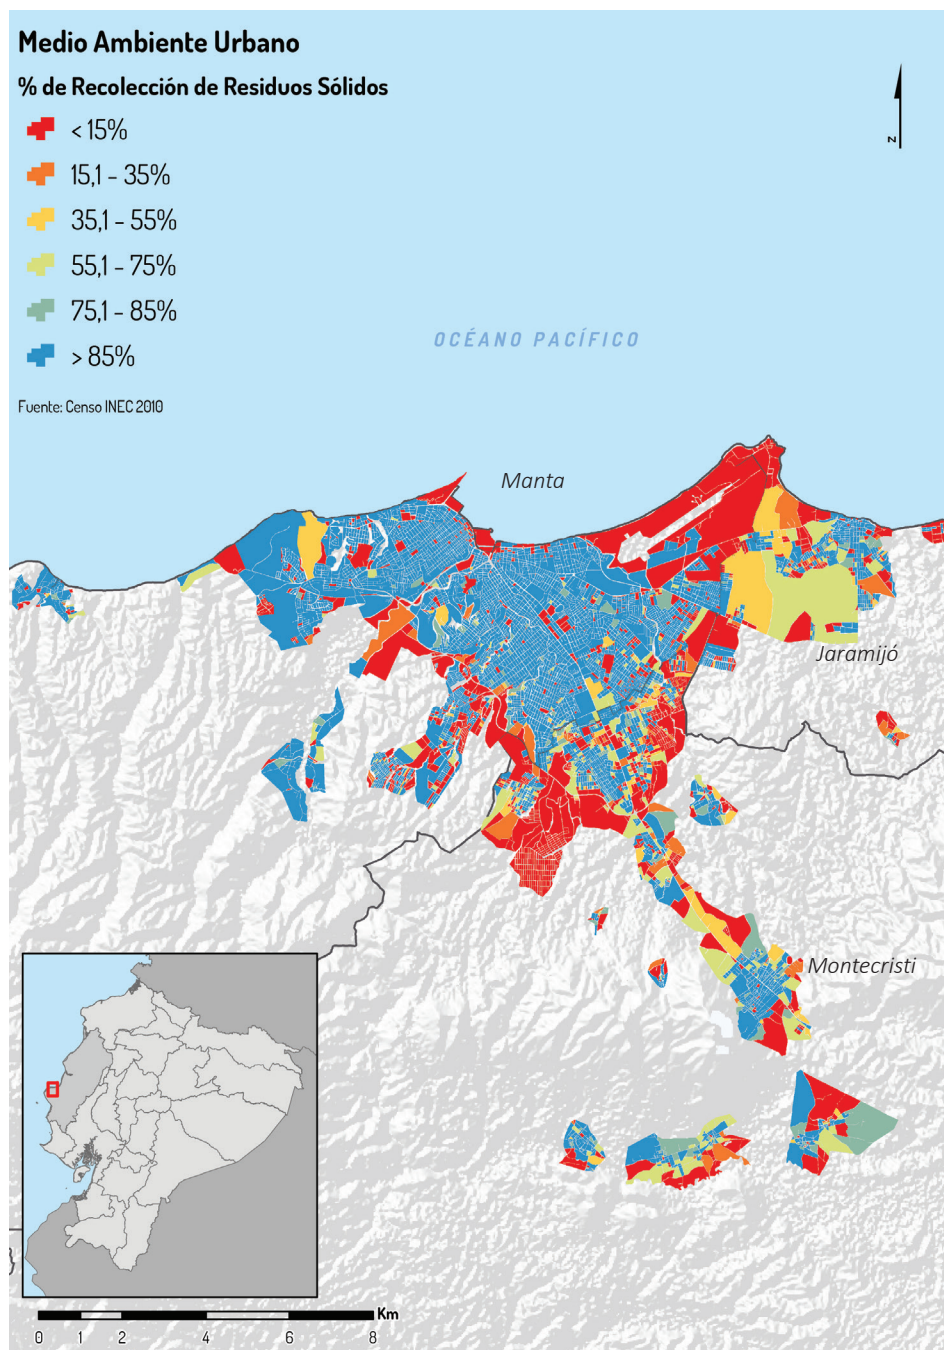 Medio Ambiente Urbano
% de Recolección de Residuos Sólidos
< 15%
15,1 - 35%
35,1 - 55%
55,1 - 75%
75,1 - 85%
> 85%
Fuente: Censo INEC 2010
N
OCÉANO PACÍFICO
Manta
Jaramijó
Montecristi
Km
0 1 2 4 6 8